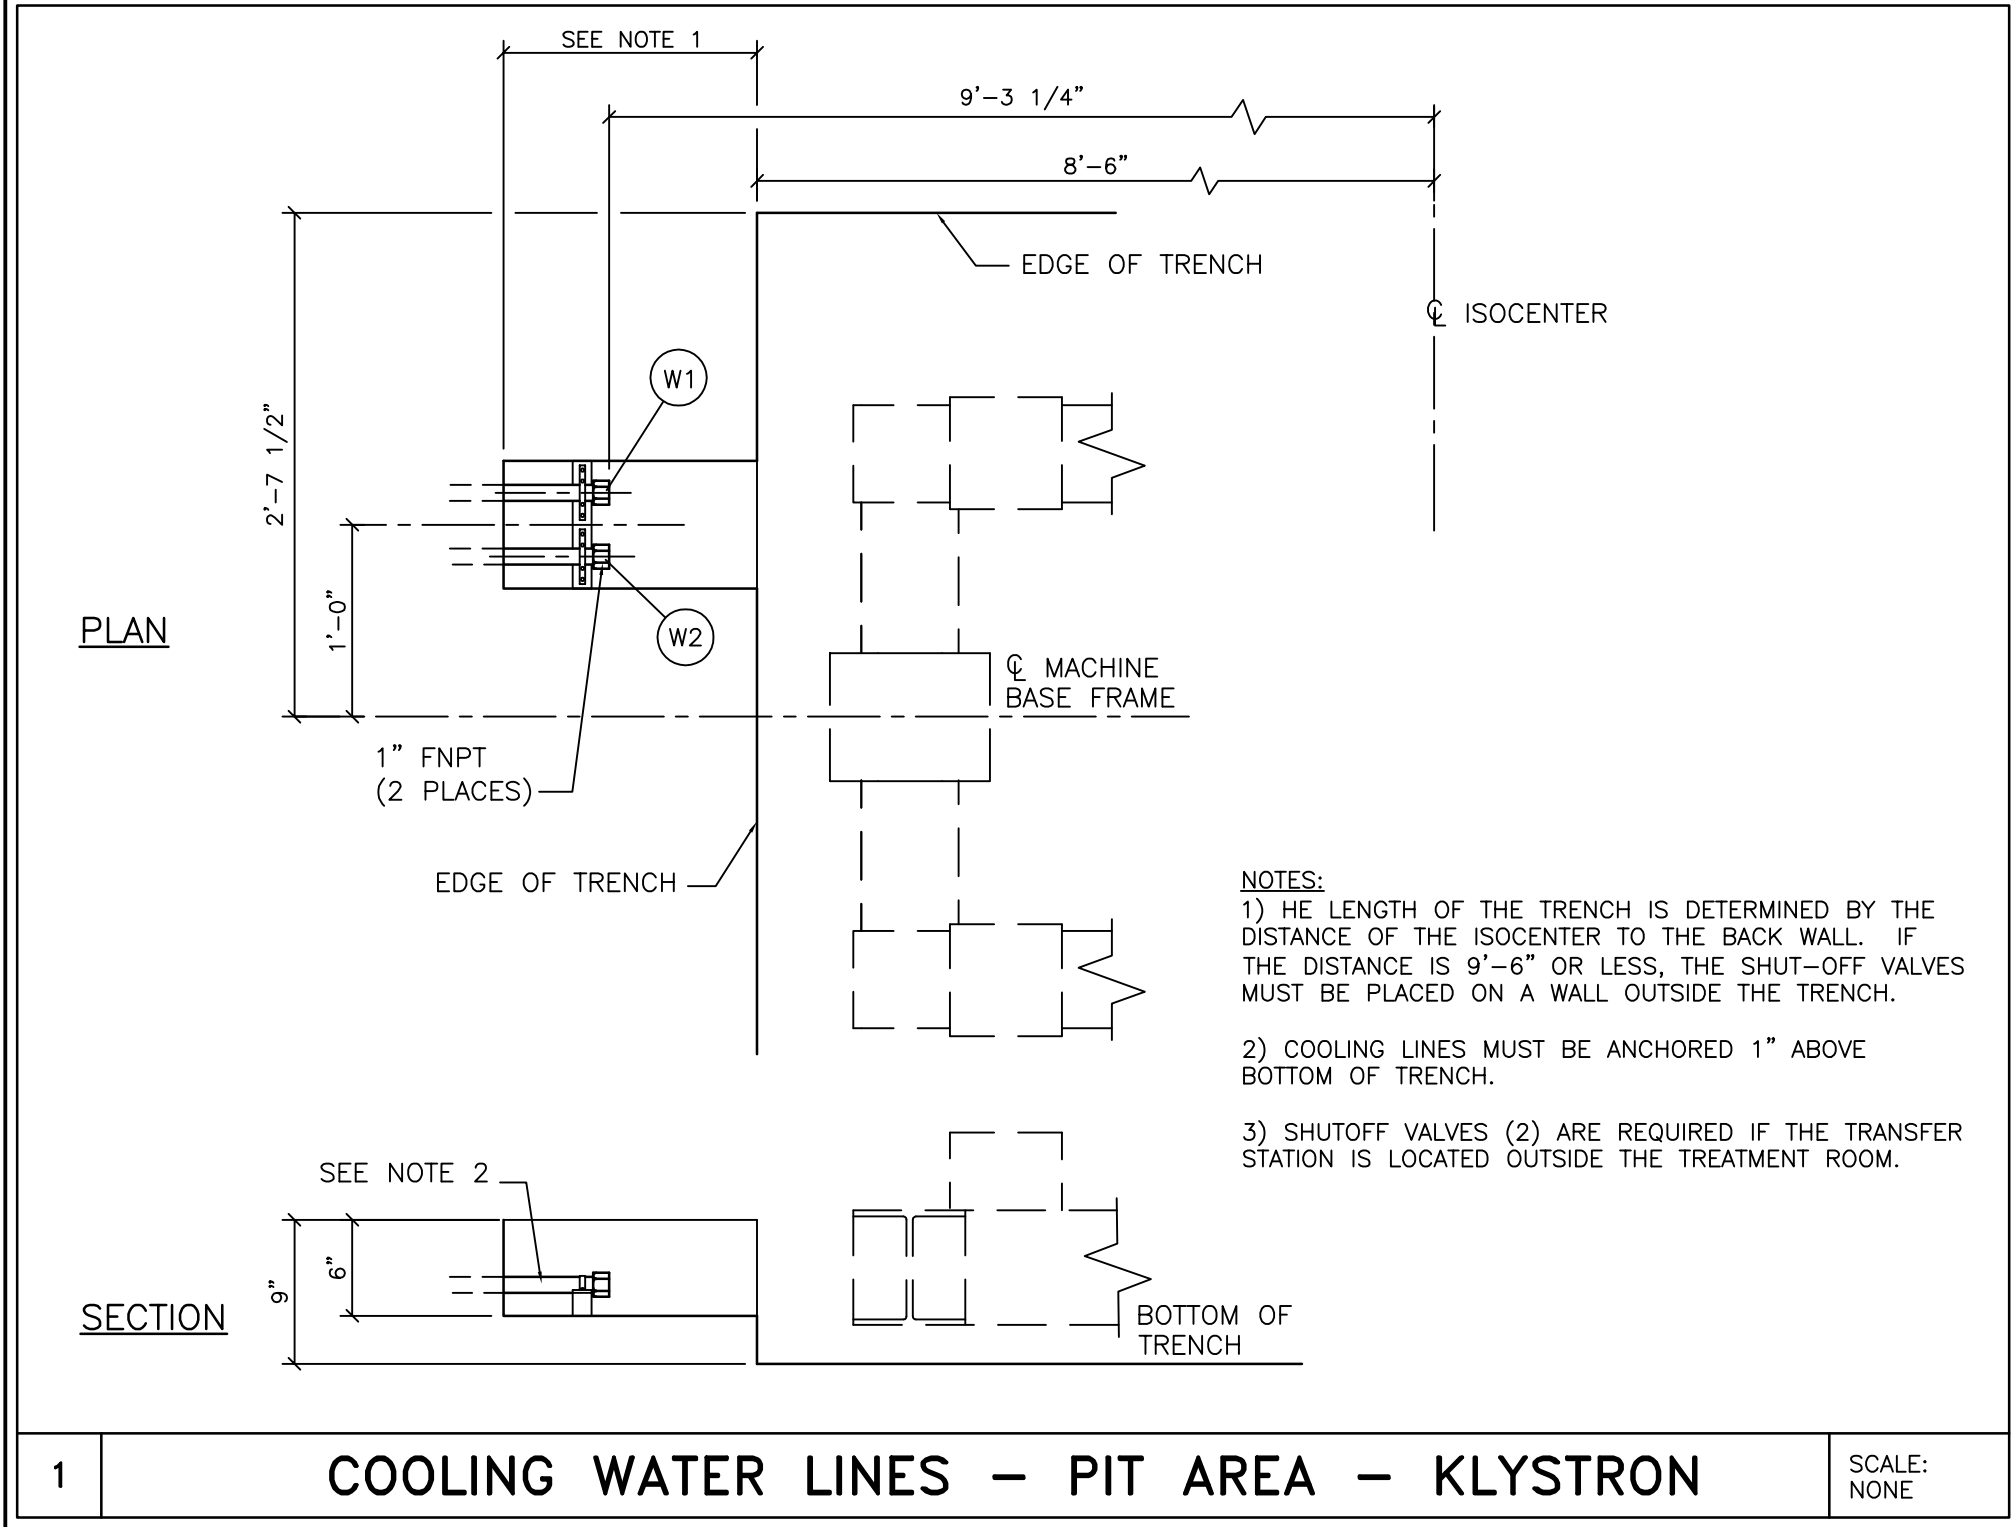 SEE NOTE 1
9'-3 1/4"
8'-6"
EDGE OF TRENCH
℄ ISOCENTER
W1
2'-7 1/2"
1'-0"
W2
PLAN
℄ MACHINE
BASE FRAME
1" FNPT
(2 PLACES)
EDGE OF TRENCH
NOTES:
1) HE LENGTH OF THE TRENCH IS DETERMINED BY THE
DISTANCE OF THE ISOCENTER TO THE BACK WALL. IF
THE DISTANCE IS 9'-6" OR LESS, THE SHUT-OFF VALVES
MUST BE PLACED ON A WALL OUTSIDE THE TRENCH.
2) COOLING LINES MUST BE ANCHORED 1" ABOVE
BOTTOM OF TRENCH.
3) SHUTOFF VALVES (2) ARE REQUIRED IF THE TRANSFER
STATION IS LOCATED OUTSIDE THE TREATMENT ROOM.
SEE NOTE 2
9"
6"
SECTION
BOTTOM OF
TRENCH
1
COOLING WATER LINES - PIT AREA - KLYSTRON
SCALE:
NONE